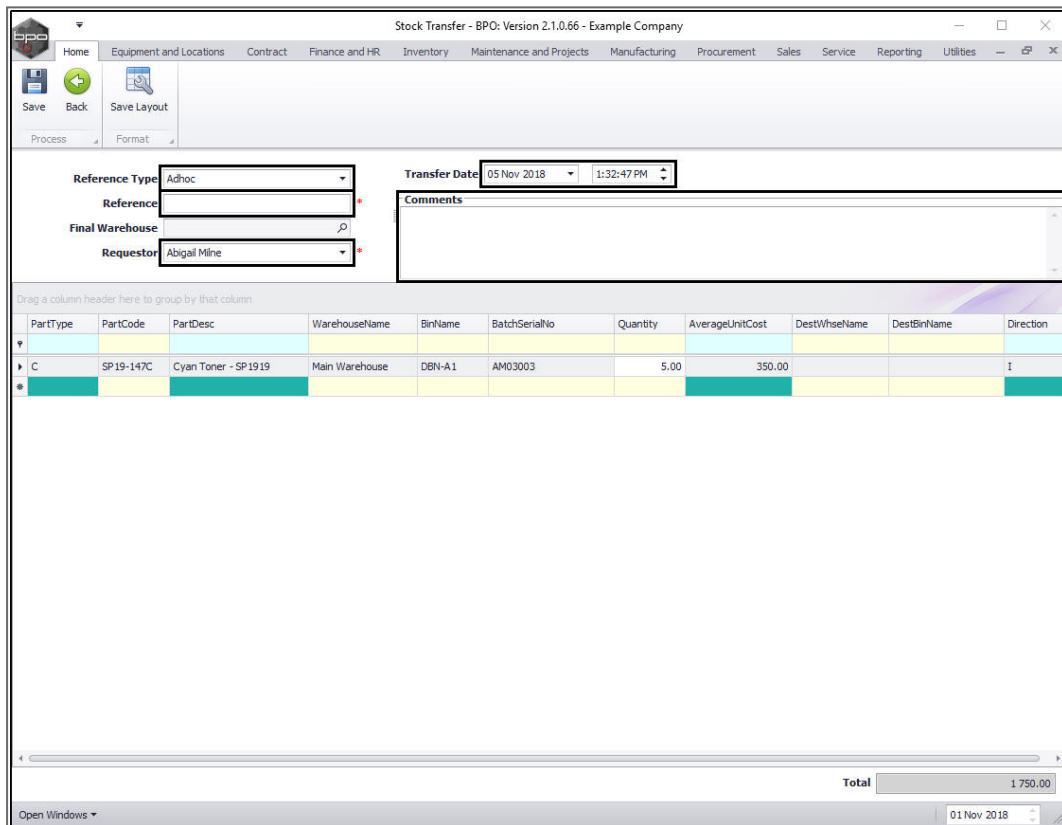 bpo
Stock Transfer - BPO: Version 2.1.0.66 - Example Company
Home Equipment and Locations Contract Finance and HR Inventory Maintenance and Projects Manufacturing Procurement Sales Service Reporting Utilities
Save Back Save Layout
Process Format
Reference Type Adhoc Transfer Date 05 Nov 2018 1:32:47 PM
Reference * Comments
Final Warehouse
Requestor Abigail Milne *
Drag a column header here to group by that column
PartType PartCode PartDesc WarehouseName BinName BatchSerialNo Quantity AverageUnitCost DestWhseName DestBinName Direction
C SP19-147C Cyan Toner - SP1919 Main Warehouse DBN-A1 AM03003 5.00 350.00 I
Total 1 750.00
Open Windows 01 Nov 2018